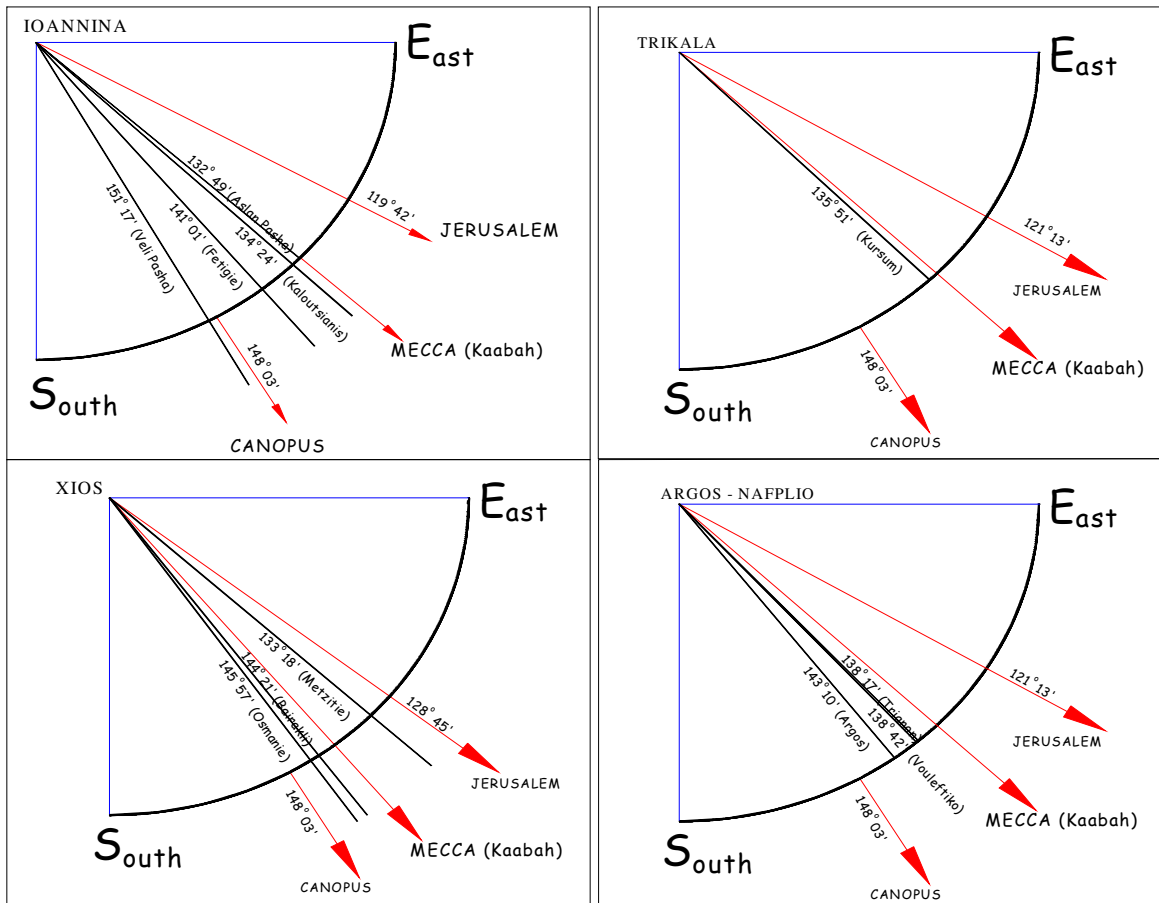 IOANNINA
East
132° 49' (Aslan Pasha)
119° 42'
151° 17' (Veli Pasha)
141° 01' (Fetigie)
134° 24'
(Kaloutsianis)
JERUSALEM
148° 03'
MECCA (Kaabah)
South
CANOPUS
TRIKALA
East
135° 51' (Kursum)
121° 13'
JERUSALEM
148° 03'
MECCA (Kaabah)
South
CANOPUS
XIOS
East
133° 18' (Metzitie)
144° 21' (Bairakli)
145° 57' (Osmanie)
128° 45'
JERUSALEM
148° 03'
MECCA (Kaabah)
South
CANOPUS
ARGOS - NAFPLIO
East
138° 17' (Trianon)
143° 10' (Argos)
138° 42'
(Vouleftiko)
121° 13'
JERUSALEM
148° 03'
MECCA (Kaabah)
South
CANOPUS